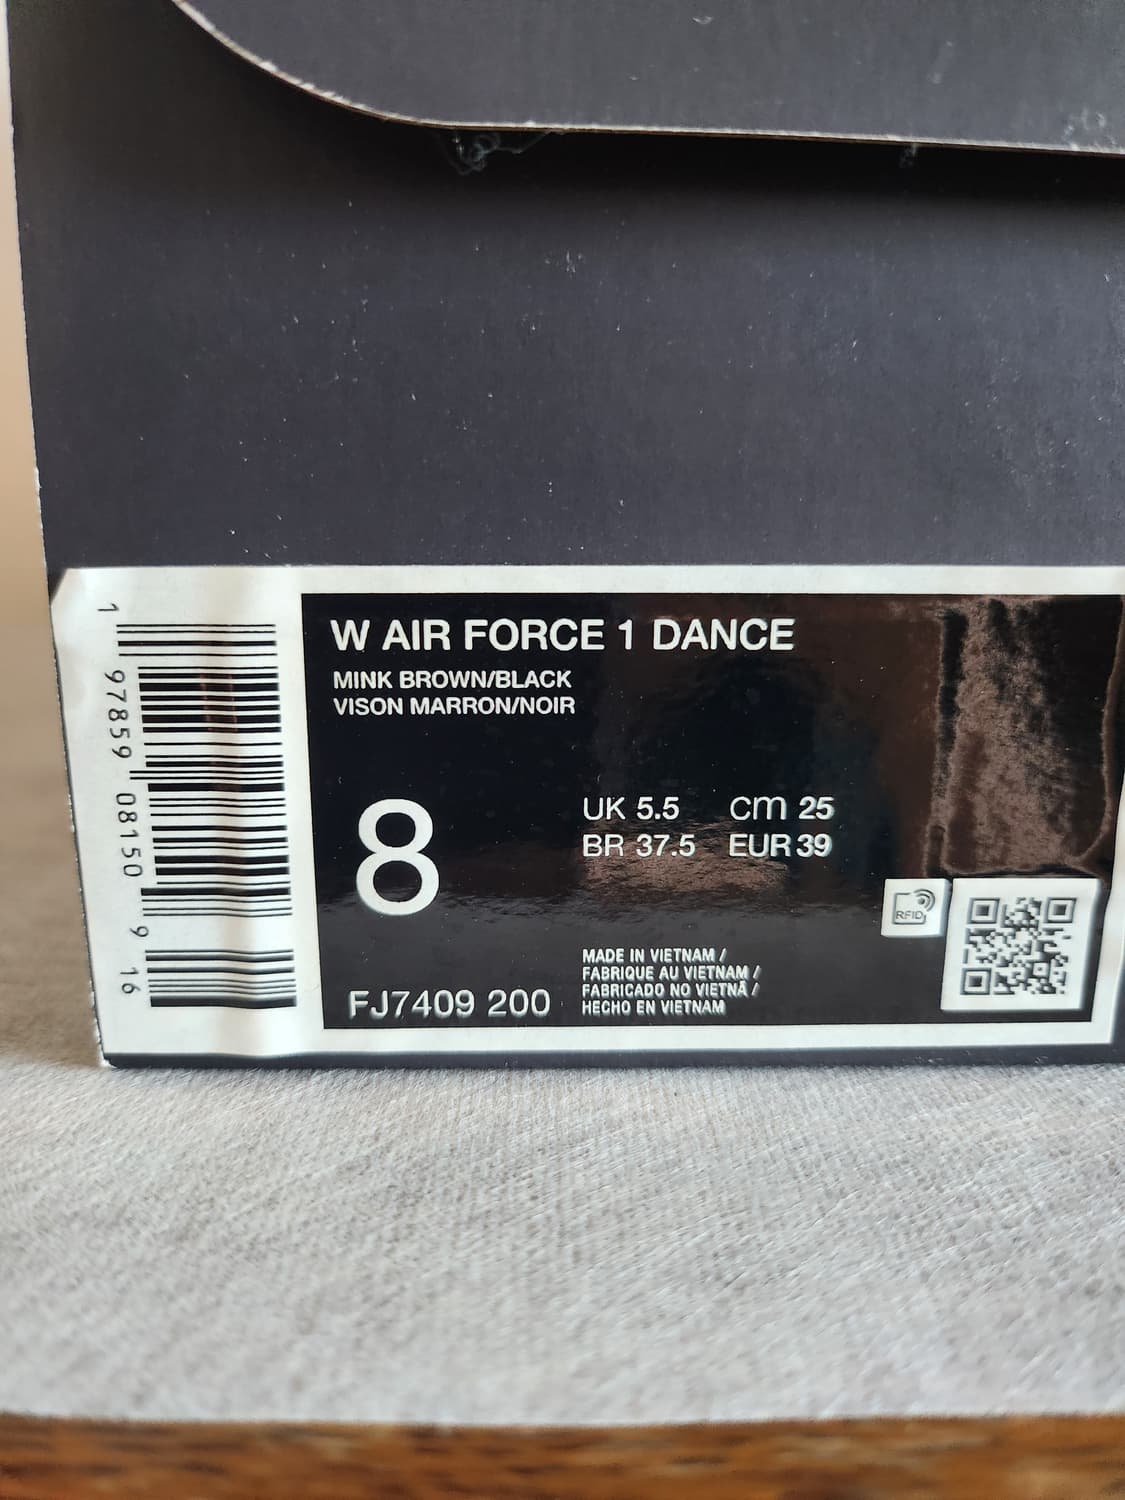 W AIR FORCE 1 DANCE
MINK BROWN/BLACK
VISON MARRON/NOIR
8
UK 5.5 cm 25
BR 37.5 EUR 39
FJ7409 200
MADE IN VIETNAM /
FABRIQUE AU VIETNAM /
FABRICADO NO VIETNÃ /
HECHO EN VIETNAM
RFID
1 97859 08150 9 16